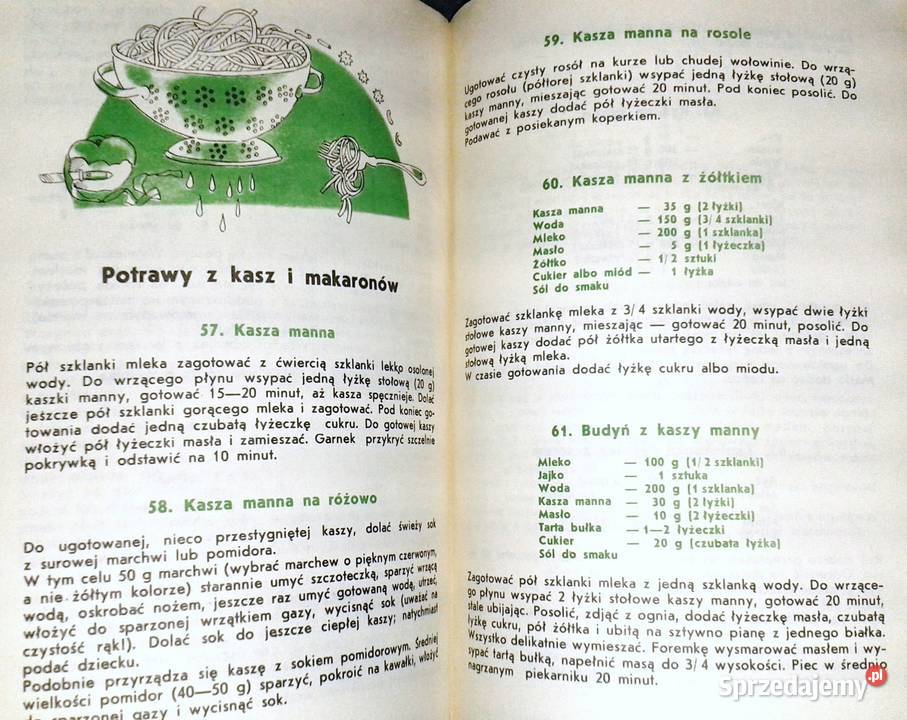 Potrawy z kasz i makaronów
57. Kasza manna
Pół szklanki mleka zagotować z ćwiercią szklanki lekko osolonej
wody. Do wrzącego płynu wsypać jedną łyżkę stołową (20 g)
kaszki manny, gotować 15—20 minut, aż kasza spęcznieje. Dolać
jeszcze pół szklanki gorącego mleka i zagotować. Pod koniec go-
towania dodać jedną czubatą łyżeczkę cukru. Do gotowej kaszy
włożyć pół łyżeczki masła i zamieszać. Garnek przykryć szczelnie
pokrywką i odstawić na 10 minut.
58. Kasza manna na różowo
Do ugotowanej, nieco przestygniętej kaszy, dolać świeży sok
z surowej marchwi lub pomidora.
W tym celu 50 g marchwi (wybrać marchew o pięknym czerwonym,
a nie żółtym kolorze) starannie umyć szczoteczką, sparzyć wrzącą
wodą, oskrobać nożem, jeszcze raz umyć gotowaną wodą, utrzeć,
włożyć do sparzonej wrzątkiem gazy, wycisnąć sok (uważać na
czystość rąk!). Dolać sok do jeszcze ciepłej kaszy; natychmiast
podać dziecku.
Podobnie przyrządza się kaszę z sokiem pomidorowym. Średniej
wielkości pomidor (40—50 g) sparzyć, pokroić na kawałki, włożyć
do sparzonej gazy i wycisnąć sok.
59. Kasza manna na rosole
Ugotować czysty rosół na kurze lub chudej wołowinie. Do wrzą-
cego rosołu (półtorej szklanki) wsypać jedną łyżkę stołową (20 g)
kaszy manny, mieszając gotować 20 minut. Pod koniec posolić. Do
gotowanej kaszy dodać pół łyżeczki masła.
Podawać z posiekanym koperkiem.
60. Kasza manna z żółtkiem
Kasza manna — 35 g (2 łyżki)
Woda — 150 g (3/4 szklanki)
Mleko — 200 g (1 szklanka)
Masło — 5 g (1 łyżeczka)
Żółtko — 1/2 sztuki
Cukier albo miód — 1 łyżka
Sól do smaku
Zagotować szklankę mleka z 3/4 szklanki wody, wsypać dwie łyżki
stołowe kaszy manny, mieszając — gotować 20 minut, posolić. Do
gotowej kaszy dodać pół żółtka utartego z łyżeczką masła i jedną
stołową łyżką mleka.
W czasie gotowania dodać łyżkę cukru albo miodu.
61. Budyń z kaszy manny
Mleko — 100 g (1/2 szklanki)
Jajko — 1 sztuka
Woda — 200 g (1 szklanka)
Kasza manna — 30 g (2 łyżki)
Masło — 10 g (2 łyżeczki)
Tarta bułka — 1—2 łyżeczki
Cukier — 20 g (czubata łyżka)
Sól do smaku
Zagotować pół szklanki mleka z jedną szklanką wody. Do wrzące-
go płynu wsypać 2 łyżki stołowe kaszy manny, gotować 20 minut,
stale ubijając. Posolić, zdjąć z ognia, dodać łyżeczkę masła, czubatą
łyżkę cukru, pół żółtka i ubitą na sztywno pianę z jednego białka.
Wszystko delikatnie wymieszać. Foremkę wysmarować masłem i wy-
sypać tartą bułką, napełnić masą do 3/4 wysokości. Piec w średnio
nagrzanym piekarniku 20 minut.
Sprzedajemy.pl